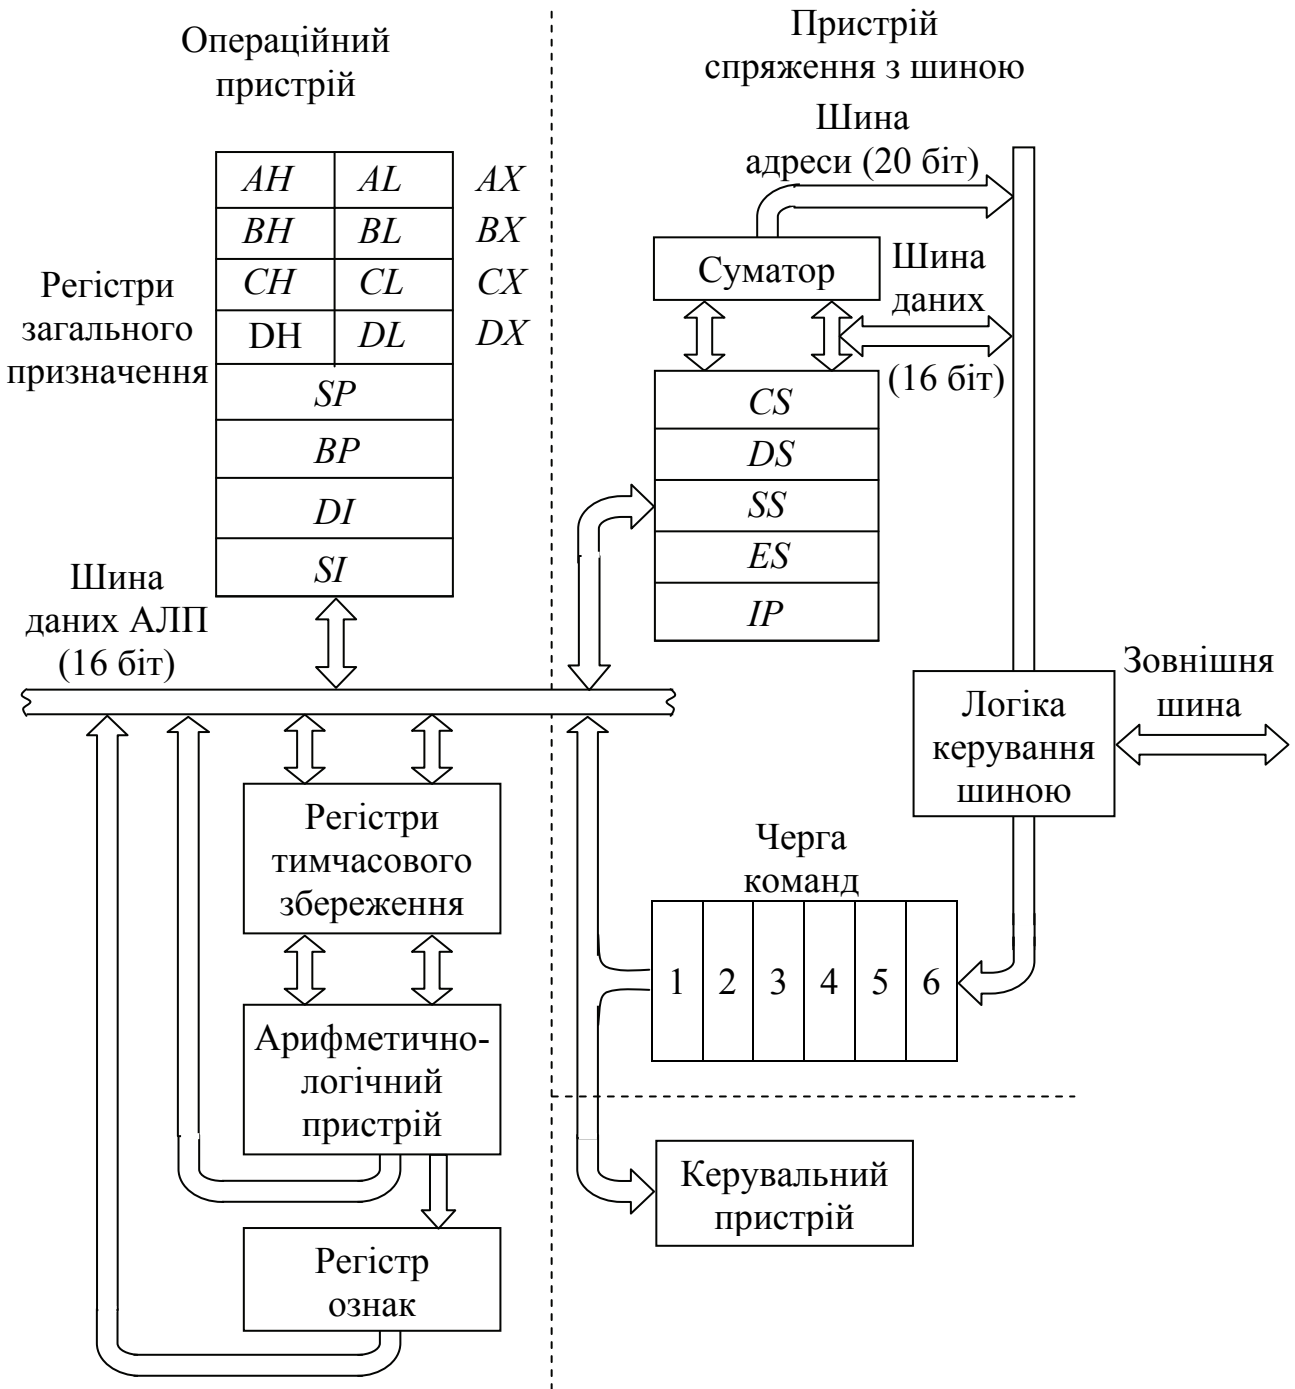 Операційний
пристрій
Пристрій
спряження з шиною
Шина
адреси (20 біт)
AH AL AX
BH BL BX
CH CL CX
DH DL DX
SP
BP
DI
SI
Регістри
загального
призначення
Суматор
Шина
даних
(16 біт)
CS
DS
SS
ES
IP
Шина
даних АЛП
(16 біт)
Зовнішня
шина
Логіка
керування
шиною
Регістри
тимчасового
збереження
Черга
команд
1 2 3 4 5 6
Арифметично-
логічний
пристрій
Керувальний
пристрій
Регістр
ознак